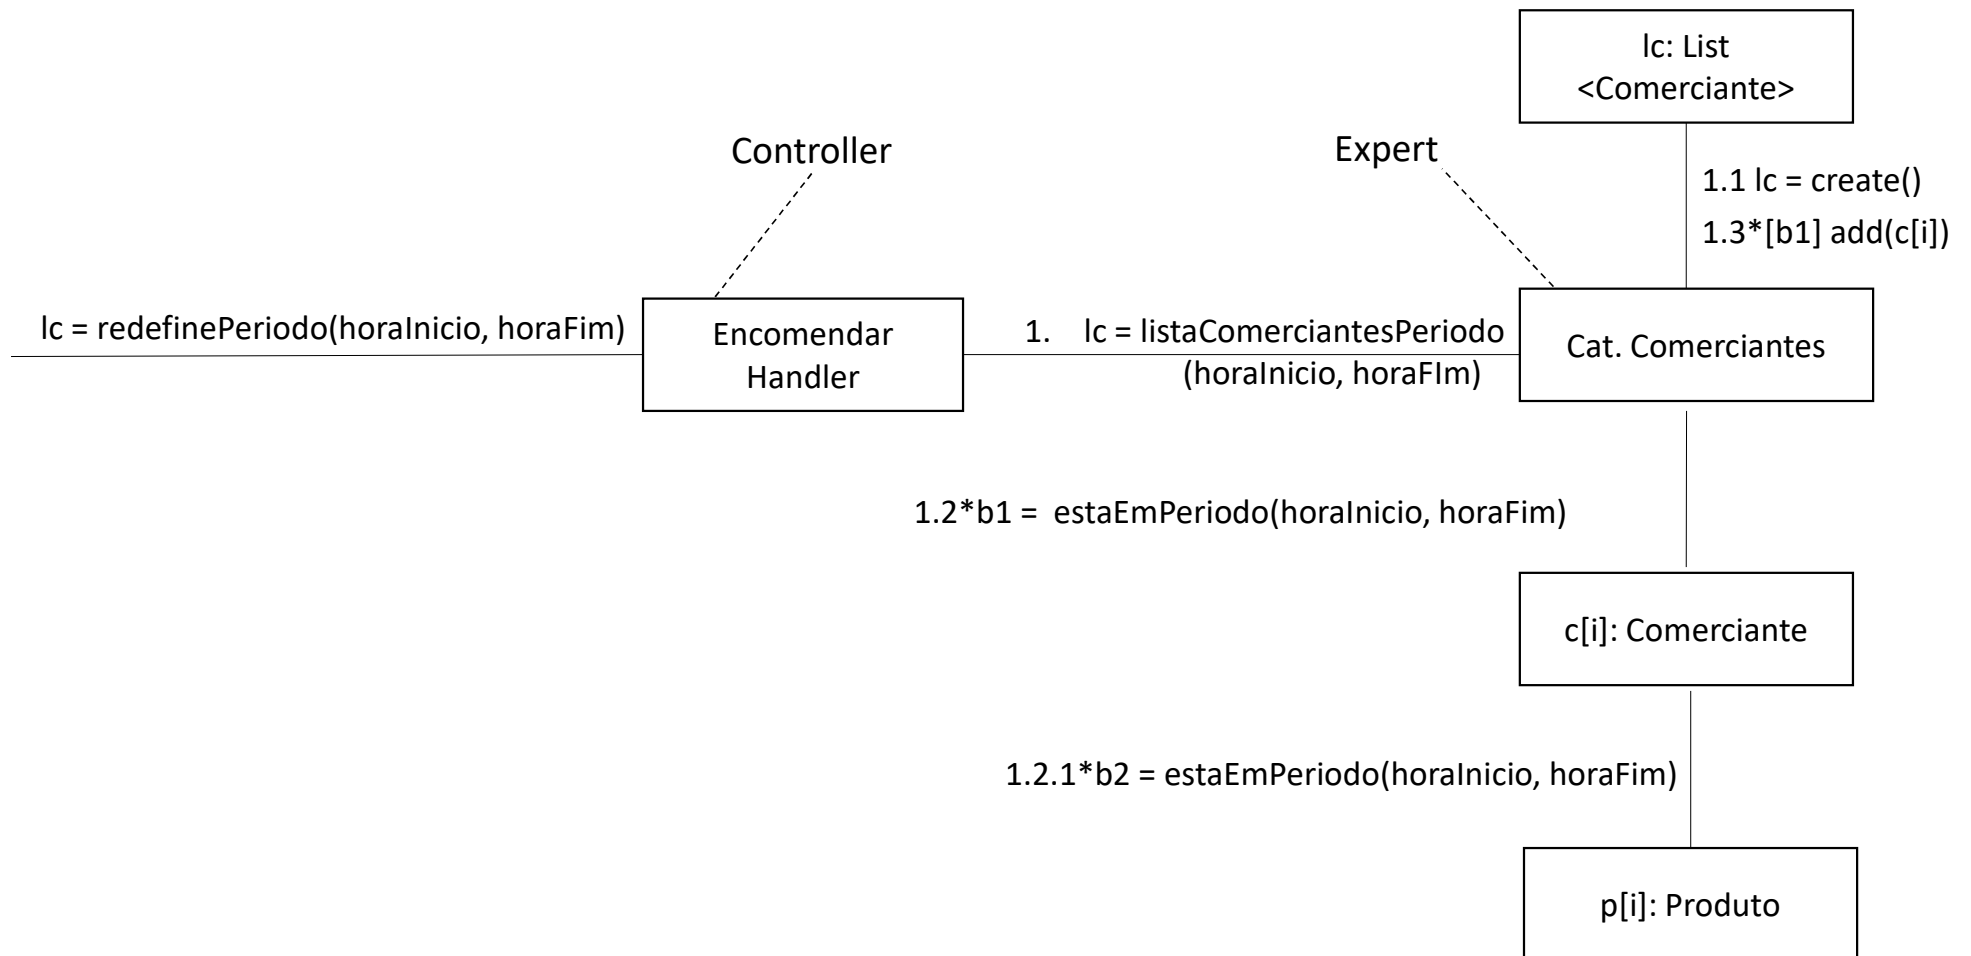 lc: List
<Comerciante>
Controller
Expert
1.1 lc = create()
1.3*[b1] add(c[i])
lc = redefinePeriodo(horaInicio, horaFim)
Encomendar
Handler
1. lc = listaComerciantesPeriodo
(horaInicio, horaFIm)
Cat. Comerciantes
1.2*b1 = estaEmPeriodo(horaInicio, horaFim)
c[i]: Comerciante
1.2.1*b2 = estaEmPeriodo(horaInicio, horaFim)
p[i]: Produto